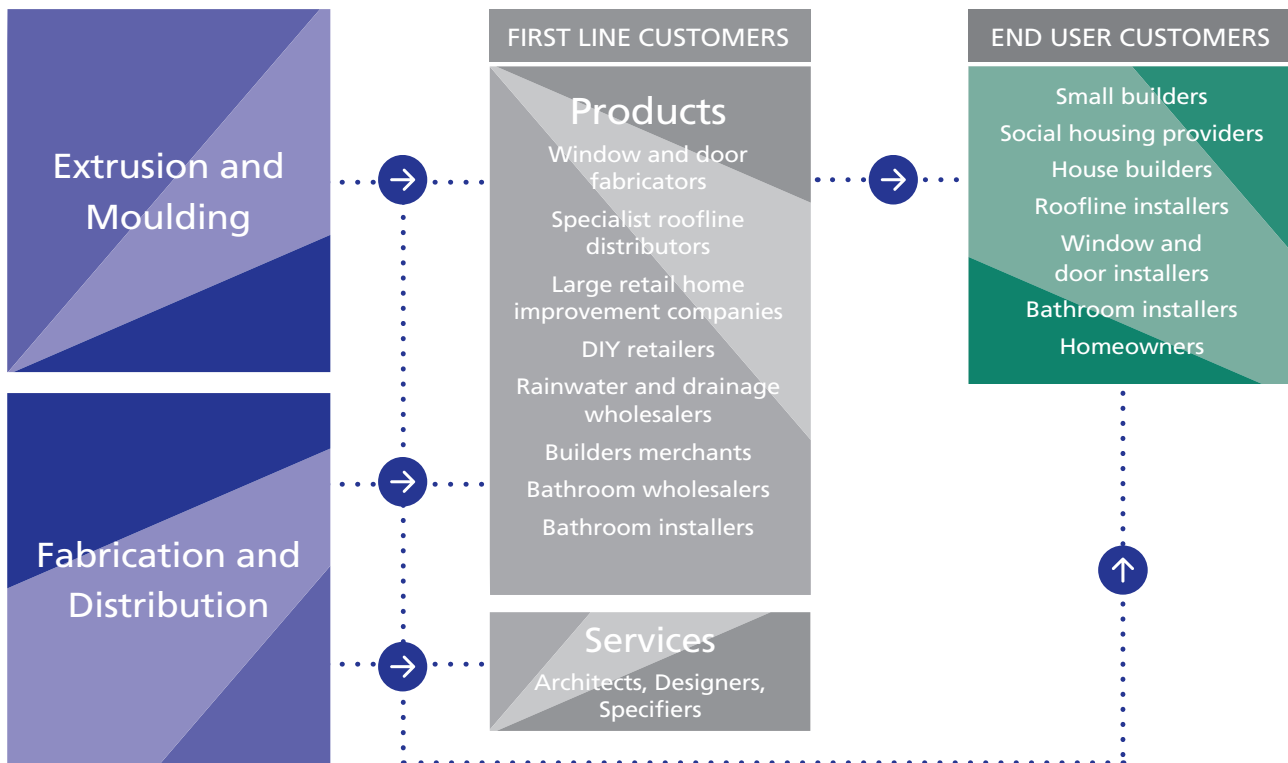 Extrusion and
Moulding
Fabrication and
Distribution
FIRST LINE CUSTOMERS
Products
Window and door
fabricators
Specialist roofline
distributors
Large retail home
improvement companies
DIY retailers
Rainwater and drainage
wholesalers
Builders merchants
Bathroom wholesalers
Bathroom installers
Services
Architects, Designers,
Specifiers
END USER CUSTOMERS
Small builders
Social housing providers
House builders
Roofline installers
Window and
door installers
Bathroom installers
Homeowners